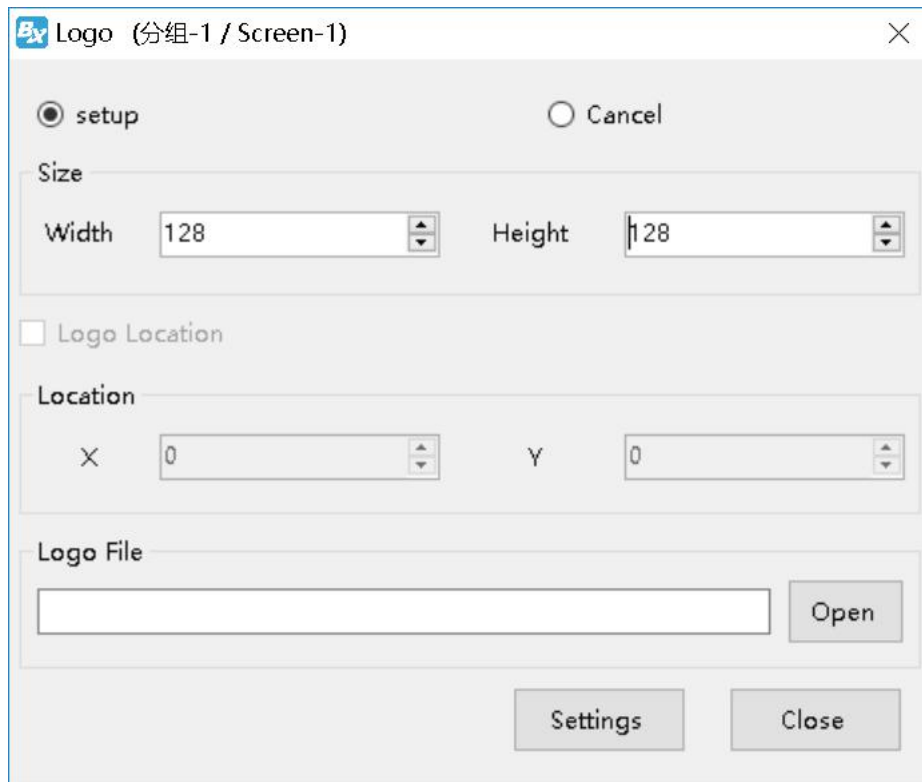 BX Logo (分组-1 / Screen-1)
setup Cancel
Size
Width 128 Height 128
Logo Location
Location
X 0 Y 0
Logo File
Open
Settings Close